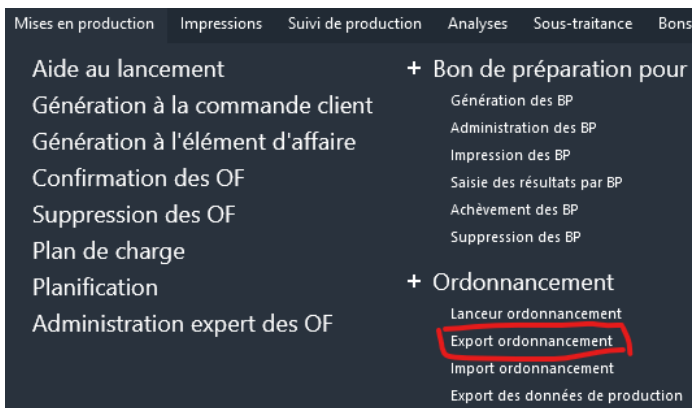 Mises en production Impressions Suivi de production Analyses Sous-traitance Bons
Aide au lancement
Génération à la commande client
Génération à l'élément d'affaire
Confirmation des OF
Suppression des OF
Plan de charge
Planification
Administration expert des OF
+ Bon de préparation pour
Génération des BP
Administration des BP
Impression des BP
Saisie des résultats par BP
Achèvement des BP
Suppression des BP
+ Ordonnancement
Lanceur ordonnancement
Export ordonnancement
Import ordonnancement
Export des données de production